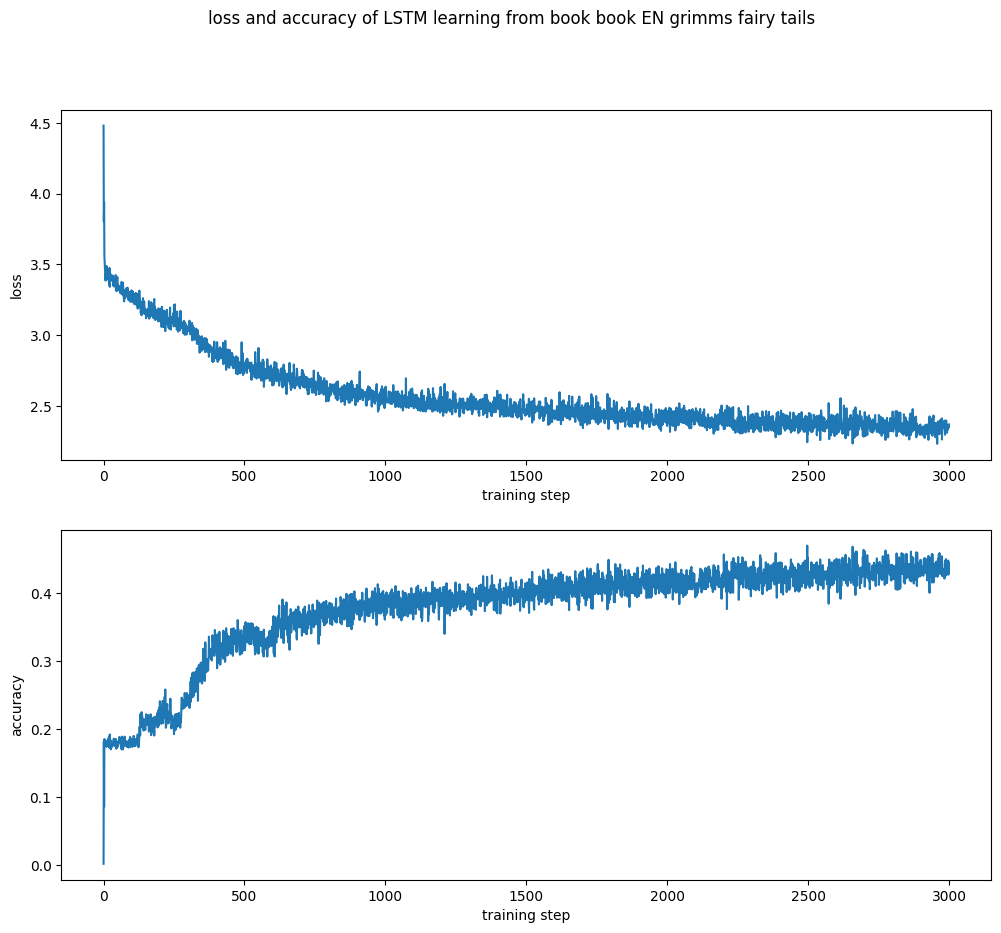 loss and accuracy of LSTM learning from book book EN grimms fairy tails
4.5
4.0
3.5
3.0
2.5
loss
0 500 1000 1500 2000 2500 3000
training step
0.4
0.3
0.2
0.1
0.0
accuracy
0 500 1000 1500 2000 2500 3000
training step